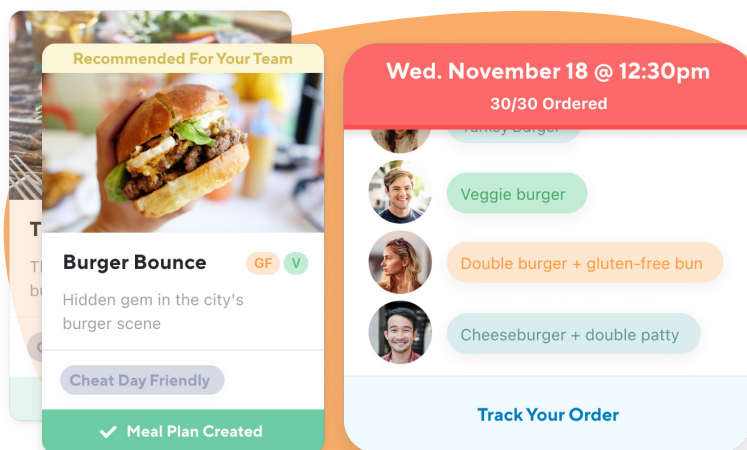 Recommended For Your Team
Burger Bounce
GF
V
Hidden gem in the city's
burger scene
Cheat Day Friendly
Meal Plan Created
Wed. November 18 @ 12:30pm
30/30 Ordered
Turkey Burger
Veggie burger
Double burger + gluten-free bun
Cheeseburger + double patty
Track Your Order